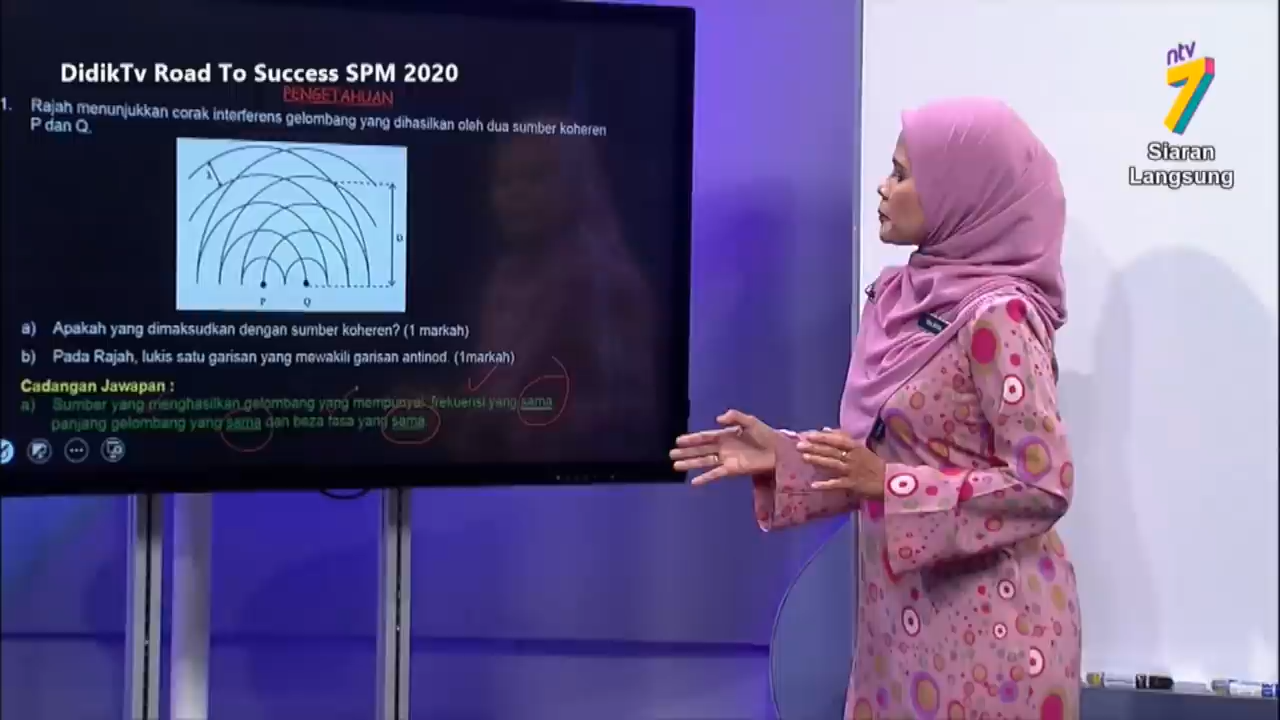 DidikTv Road To Success SPM 2020
PENGETAHUAN
1. Rajah menunjukkan corak interferens gelombang yang dihasilkan oleh dua sumber koheren
P dan Q.
λ
D
P Q
a) Apakah yang dimaksudkan dengan sumber koheren? (1 markah)
b) Pada Rajah, lukis satu garisan yang mewakili garisan antinod. (1markah)
Cadangan Jawapan :
a) Sumber yang menghasilkan gelombang yang mempunyai frekuensi yang sama
panjang gelombang yang sama dan beza fasa yang sama
ntv
7
Siaran
Langsung